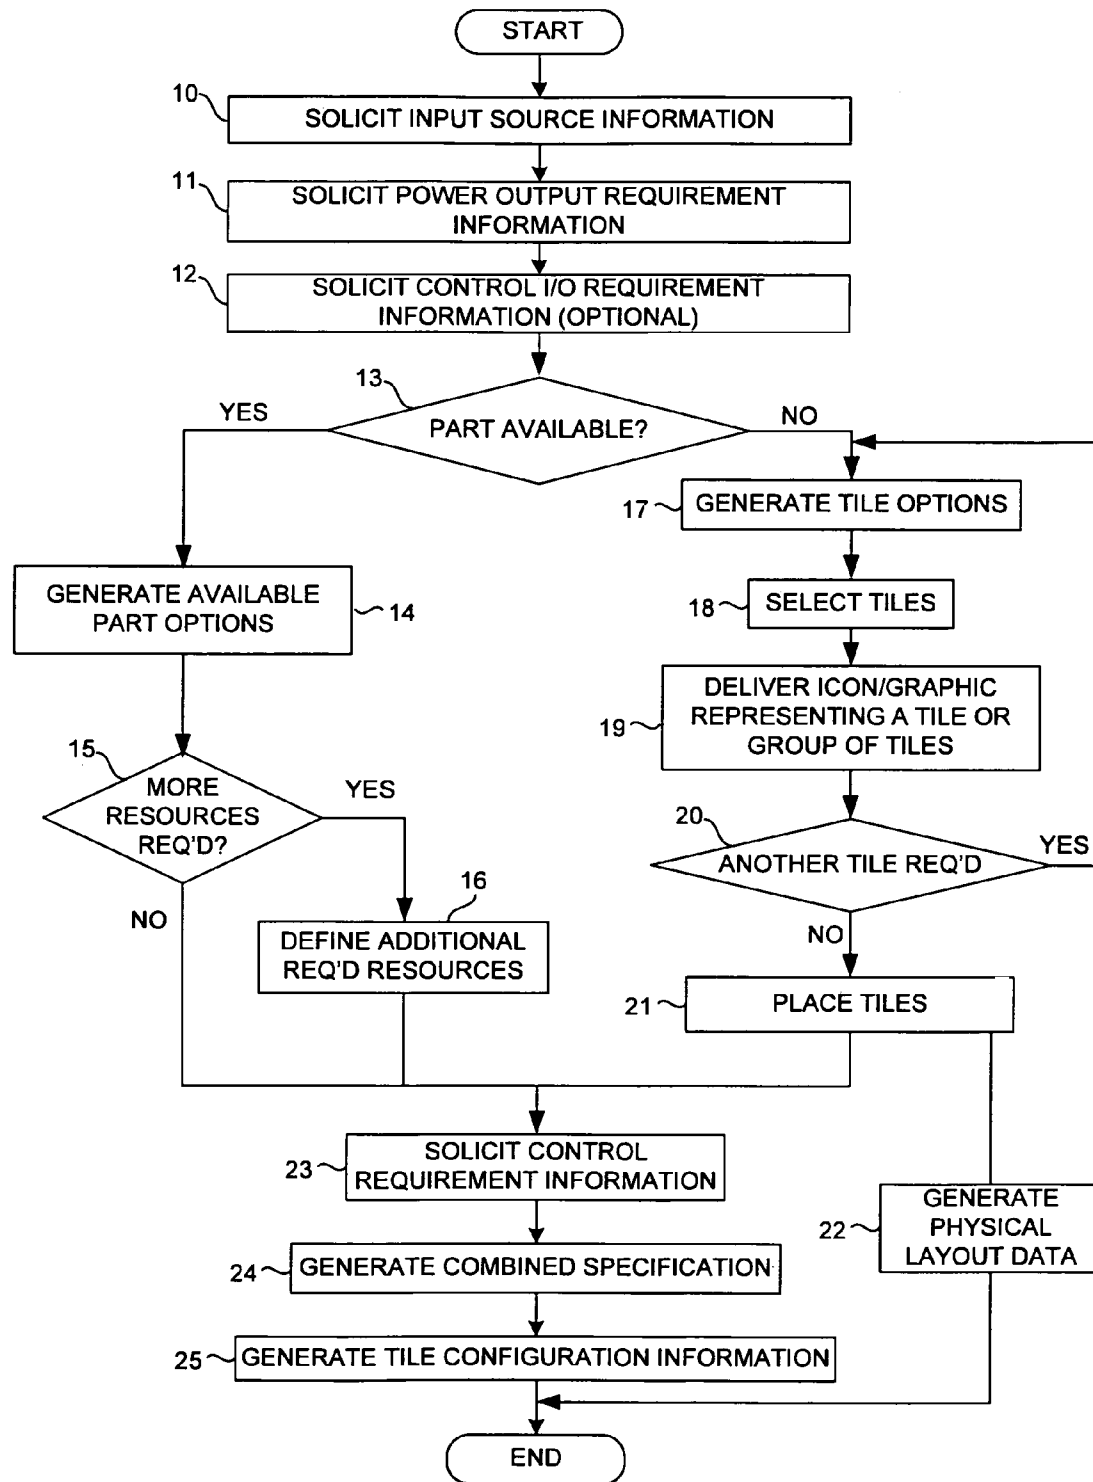 START
10
SOLICIT INPUT SOURCE INFORMATION
11
SOLICIT POWER OUTPUT REQUIREMENT
INFORMATION
12
SOLICIT CONTROL I/O REQUIREMENT
INFORMATION (OPTIONAL)
13
PART AVAILABLE?
YES
NO
GENERATE AVAILABLE
PART OPTIONS
14
15
MORE
RESOURCES
REQ'D?
YES
NO
16
DEFINE ADDITIONAL
REQ'D RESOURCES
17
GENERATE TILE OPTIONS
18
SELECT TILES
19
DELIVER ICON/GRAPHIC
REPRESENTING A TILE OR
GROUP OF TILES
20
ANOTHER TILE REQ'D
YES
NO
21
PLACE TILES
22
GENERATE
PHYSICAL
LAYOUT DATA
23
SOLICIT CONTROL
REQUIREMENT INFORMATION
24
GENERATE COMBINED SPECIFICATION
25
GENERATE TILE CONFIGURATION INFORMATION
END